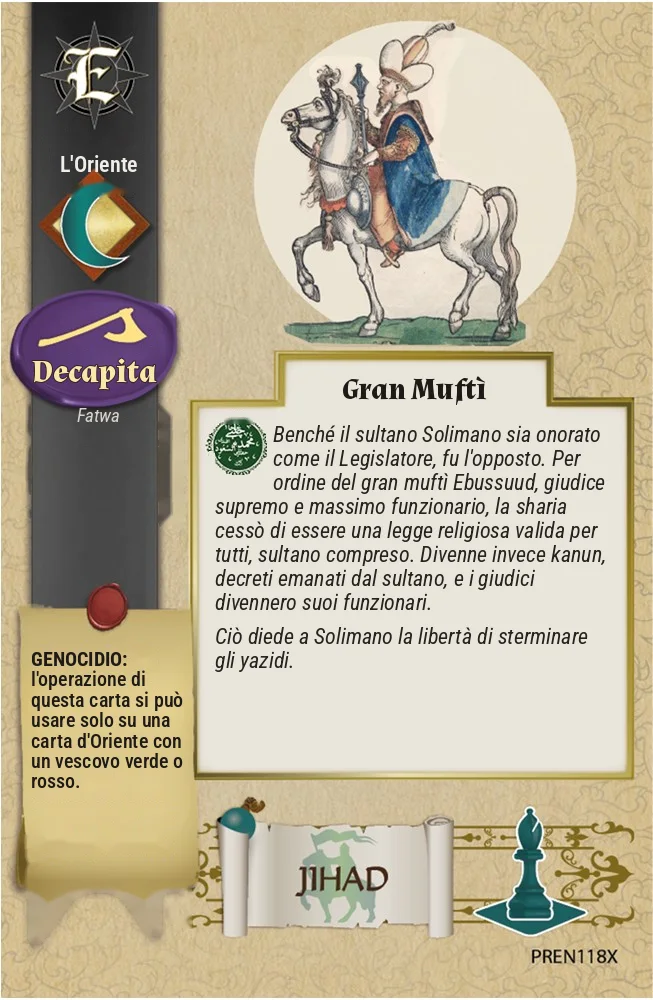 E
L'Oriente
Decapita
Fatwa
GENOCIDIO:
l'operazione di
questa carta si può
usare solo su una
carta d'Oriente con
un vescovo verde o
rosso.
Gran Muftì
Benché il sultano Solimano sia onorato
come il Legislatore, fu l'opposto. Per
ordine del gran muftì Ebussuud, giudice
supremo e massimo funzionario, la sharia
cessò di essere una legge religiosa valida per
tutti, sultano compreso. Divenne invece kanun,
decreti emanati dal sultano, e i giudici
divennero suoi funzionari.
Ciò diede a Solimano la libertà di sterminare
gli yazidi.
JIHAD
PREN118X